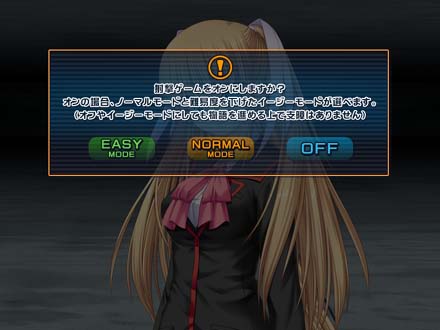 射撃ゲームをオンにしますか？
オンの場合、ノーマルモードと難易度を下げたイージーモードが選べます。
（オフやイージーモードにしても物語を進める上で支障はありません）
EASY
MODE
NORMAL
MODE
OFF